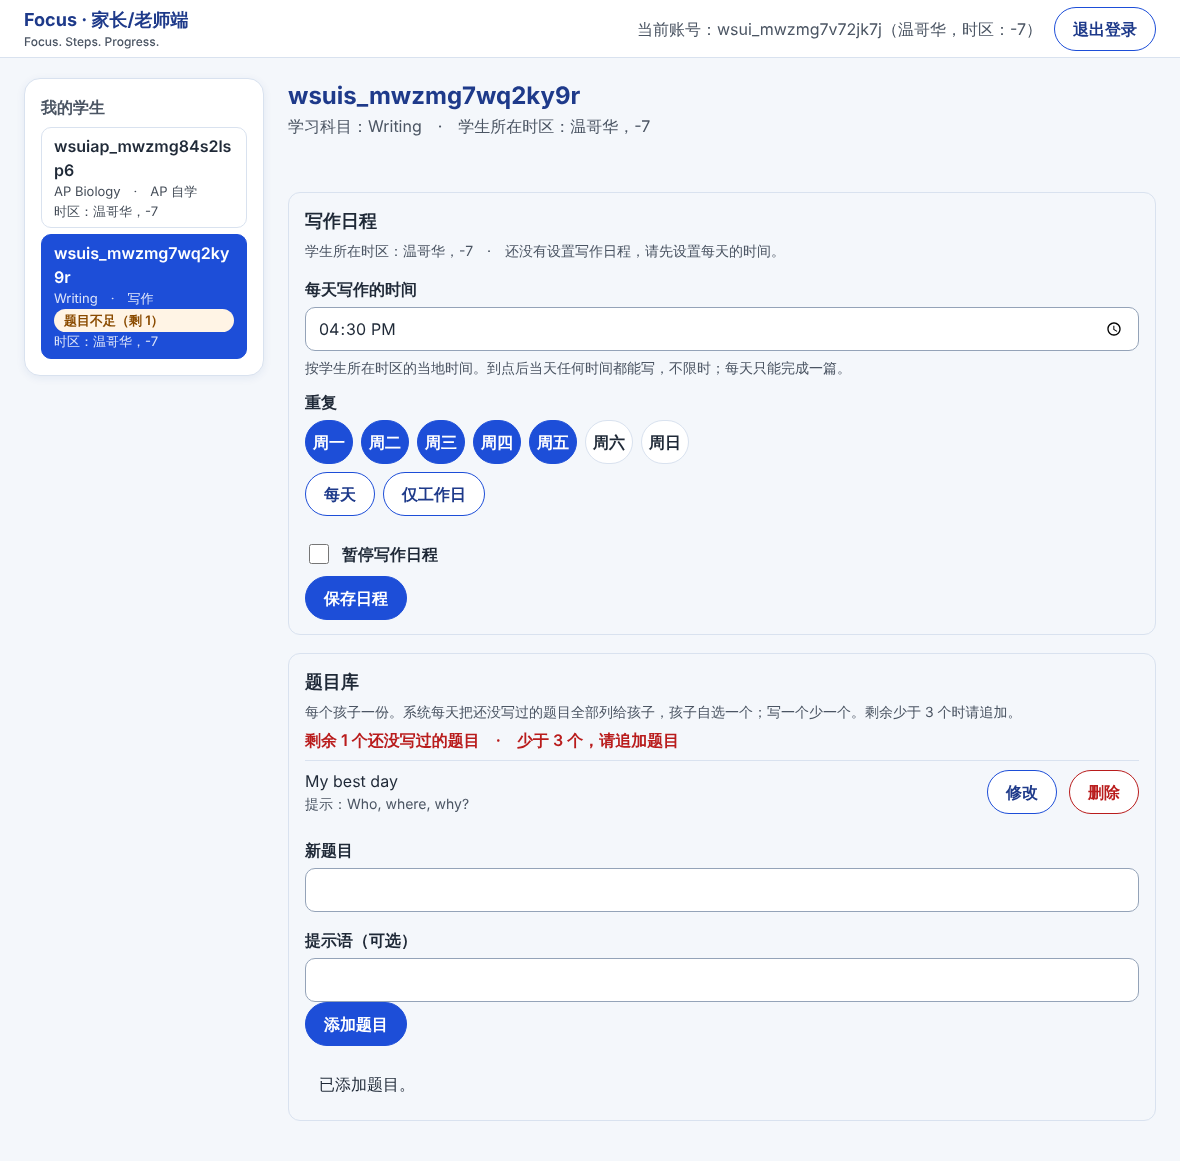 Focus · 家长/老师端
Focus. Steps. Progress.
当前账号：wsui_mwzmg7v72jk7j（温哥华，时区：-7）
退出登录
我的学生
wsuiap_mwzmg84s2ls
p6
AP Biology · AP 自学
时区：温哥华，-7
wsuis_mwzmg7wq2ky
9r
Writing · 写作
题目不足（剩 1）
时区：温哥华，-7
wsuis_mwzmg7wq2ky9r
学习科目：Writing · 学生所在时区：温哥华，-7
写作日程
学生所在时区：温哥华，-7 · 还没有设置写作日程，请先设置每天的时间。
每天写作的时间
04:30 PM
按学生所在时区的当地时间。到点后当天任何时间都能写，不限时；每天只能完成一篇。
重复
周一 周二 周三 周四 周五 周六 周日
每天 仅工作日
暂停写作日程
保存日程
题目库
每个孩子一份。系统每天把还没写过的题目全部列给孩子，孩子自选一个；写一个少一个。剩余少于 3 个时请追加。
剩余 1 个还没写过的题目 · 少于 3 个，请追加题目
My best day
提示：Who, where, why?
修改 删除
新题目
提示语（可选）
添加题目
已添加题目。